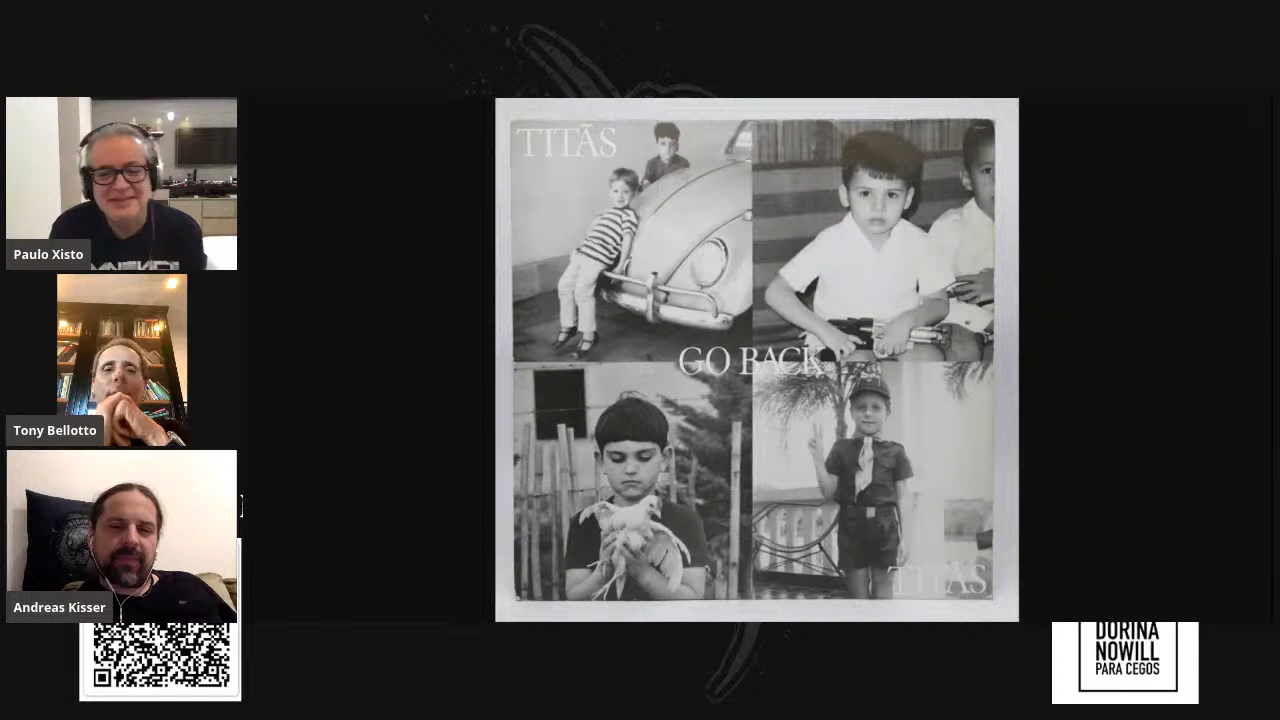 Paulo Xisto
Tony Bellotto
Andreas Kisser
TITÃS
GO BACK
TITÃS
DORINA
NOWILL
PARA CEGOS